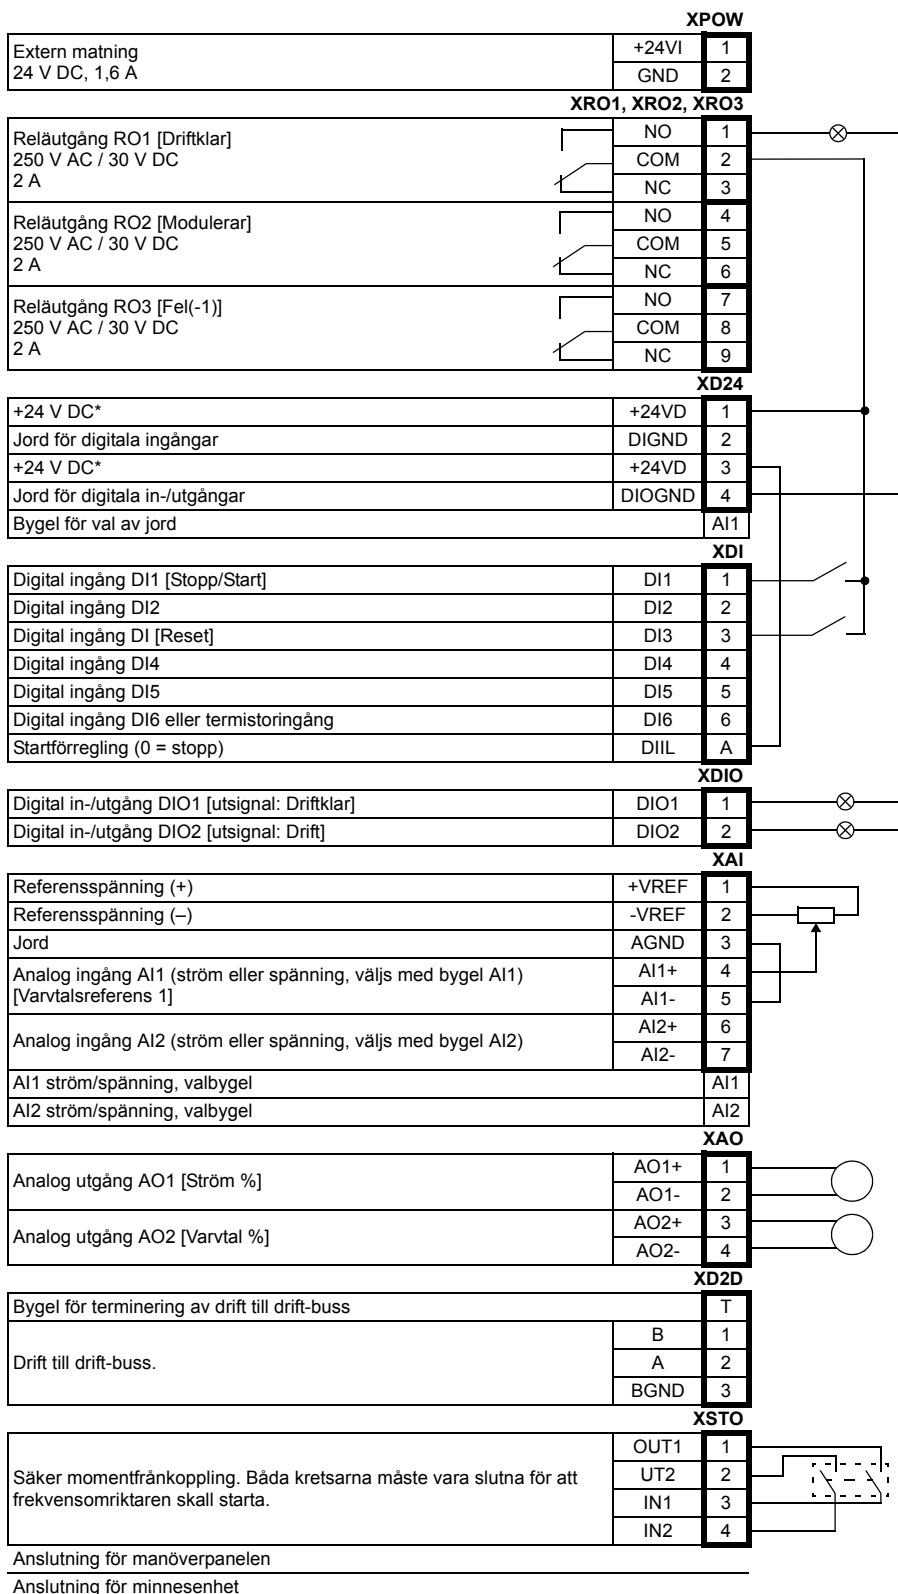 XPOW
Extern matning
24 V DC, 1,6 A
+24VI 1
GND 2
XRO1, XRO2, XRO3
Reläutgång RO1 [Driftklar]
250 V AC / 30 V DC
2 A
NO 1
COM 2
NC 3
Reläutgång RO2 [Modulerar]
250 V AC / 30 V DC
2 A
NO 4
COM 5
NC 6
Reläutgång RO3 [Fel(-1)]
250 V AC / 30 V DC
2 A
NO 7
COM 8
NC 9
XD24
+24 V DC* +24VD 1
Jord för digitala ingångar DIGND 2
+24 V DC* +24VD 3
Jord för digitala in-/utgångar DIOGND 4
Bygel för val av jord AI1
XDI
Digital ingång DI1 [Stopp/Start] DI1 1
Digital ingång DI2 DI2 2
Digital ingång DI [Reset] DI3 3
Digital ingång DI4 DI4 4
Digital ingång DI5 DI5 5
Digital ingång DI6 eller termistoringång DI6 6
Startförregling (0 = stopp) DIIL A
XDIO
Digital in-/utgång DIO1 [utsignal: Driftklar] DIO1 1
Digital in-/utgång DIO2 [utsignal: Drift] DIO2 2
XAI
Referensspänning (+) +VREF 1
Referensspänning (–) -VREF 2
Jord AGND 3
Analog ingång AI1 (ström eller spänning, väljs med bygel AI1)
[Varvtalsreferens 1]
AI1+ 4
AI1- 5
Analog ingång AI2 (ström eller spänning, väljs med bygel AI2)
AI2+ 6
AI2- 7
AI1 ström/spänning, valbygel AI1
AI2 ström/spänning, valbygel AI2
XAO
Analog utgång AO1 [Ström %]
AO1+ 1
AO1- 2
Analog utgång AO2 [Varvtal %]
AO2+ 3
AO2- 4
XD2D
Bygel för terminering av drift till drift-buss T
Drift till drift-buss.
B 1
A 2
BGND 3
XSTO
Säker momentfrånkoppling. Båda kretsarna måste vara slutna för att
frekvensomriktaren skall starta.
OUT1 1
UT2 2
IN1 3
IN2 4
Anslutning för manöverpanelen
Anslutning för minnesenhet